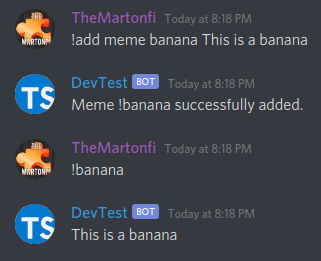 THE
MARTONFI
TheMartonfi Today at 8:18 PM
!add meme banana This is a banana
TS
DevTest BOT Today at 8:18 PM
Meme !banana successfully added.
THE
MARTONFI
TheMartonfi Today at 8:18 PM
!banana
TS
DevTest BOT Today at 8:18 PM
This is a banana